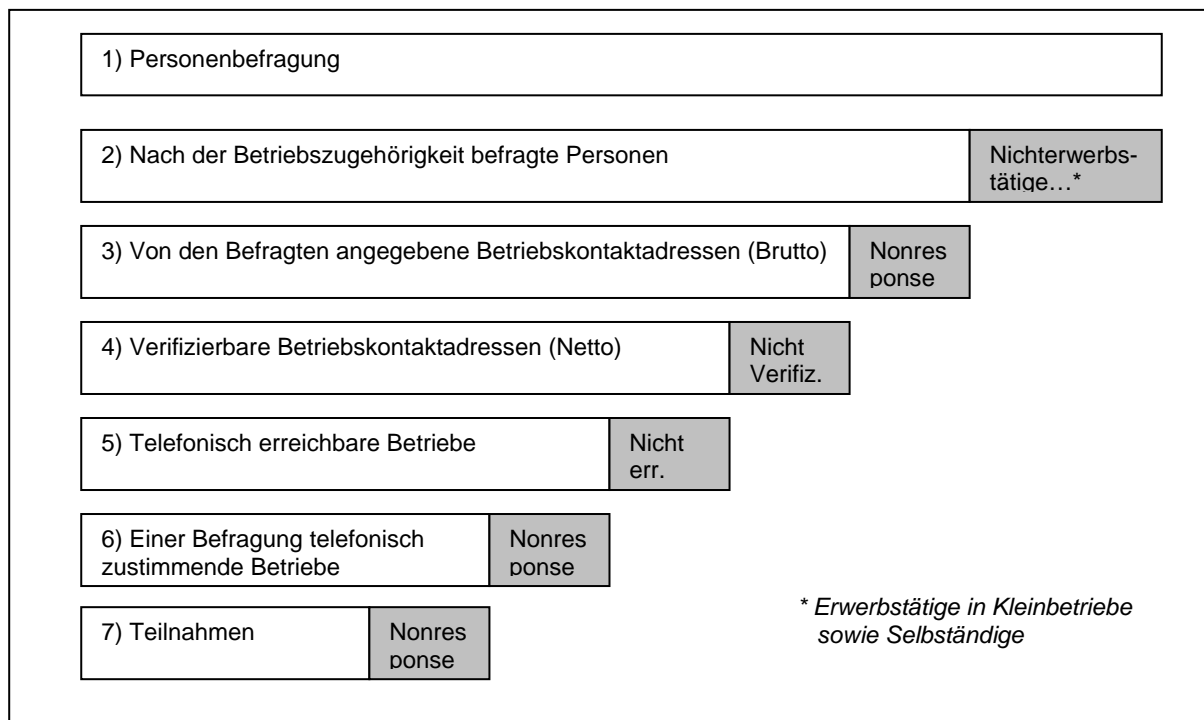 1) Personenbefragung
2) Nach der Betriebszugehörigkeit befragte Personen
Nichterwerbs-
tätige…*
3) Von den Befragten angegebene Betriebskontaktadressen (Brutto)
Nonres
ponse
4) Verifizierbare Betriebskontaktadressen (Netto)
Nicht
Verifiz.
5) Telefonisch erreichbare Betriebe
Nicht
err.
6) Einer Befragung telefonisch
zustimmende Betriebe
Nonres
ponse
7) Teilnahmen
Nonres
ponse
* Erwerbstätige in Kleinbetriebe
sowie Selbständige